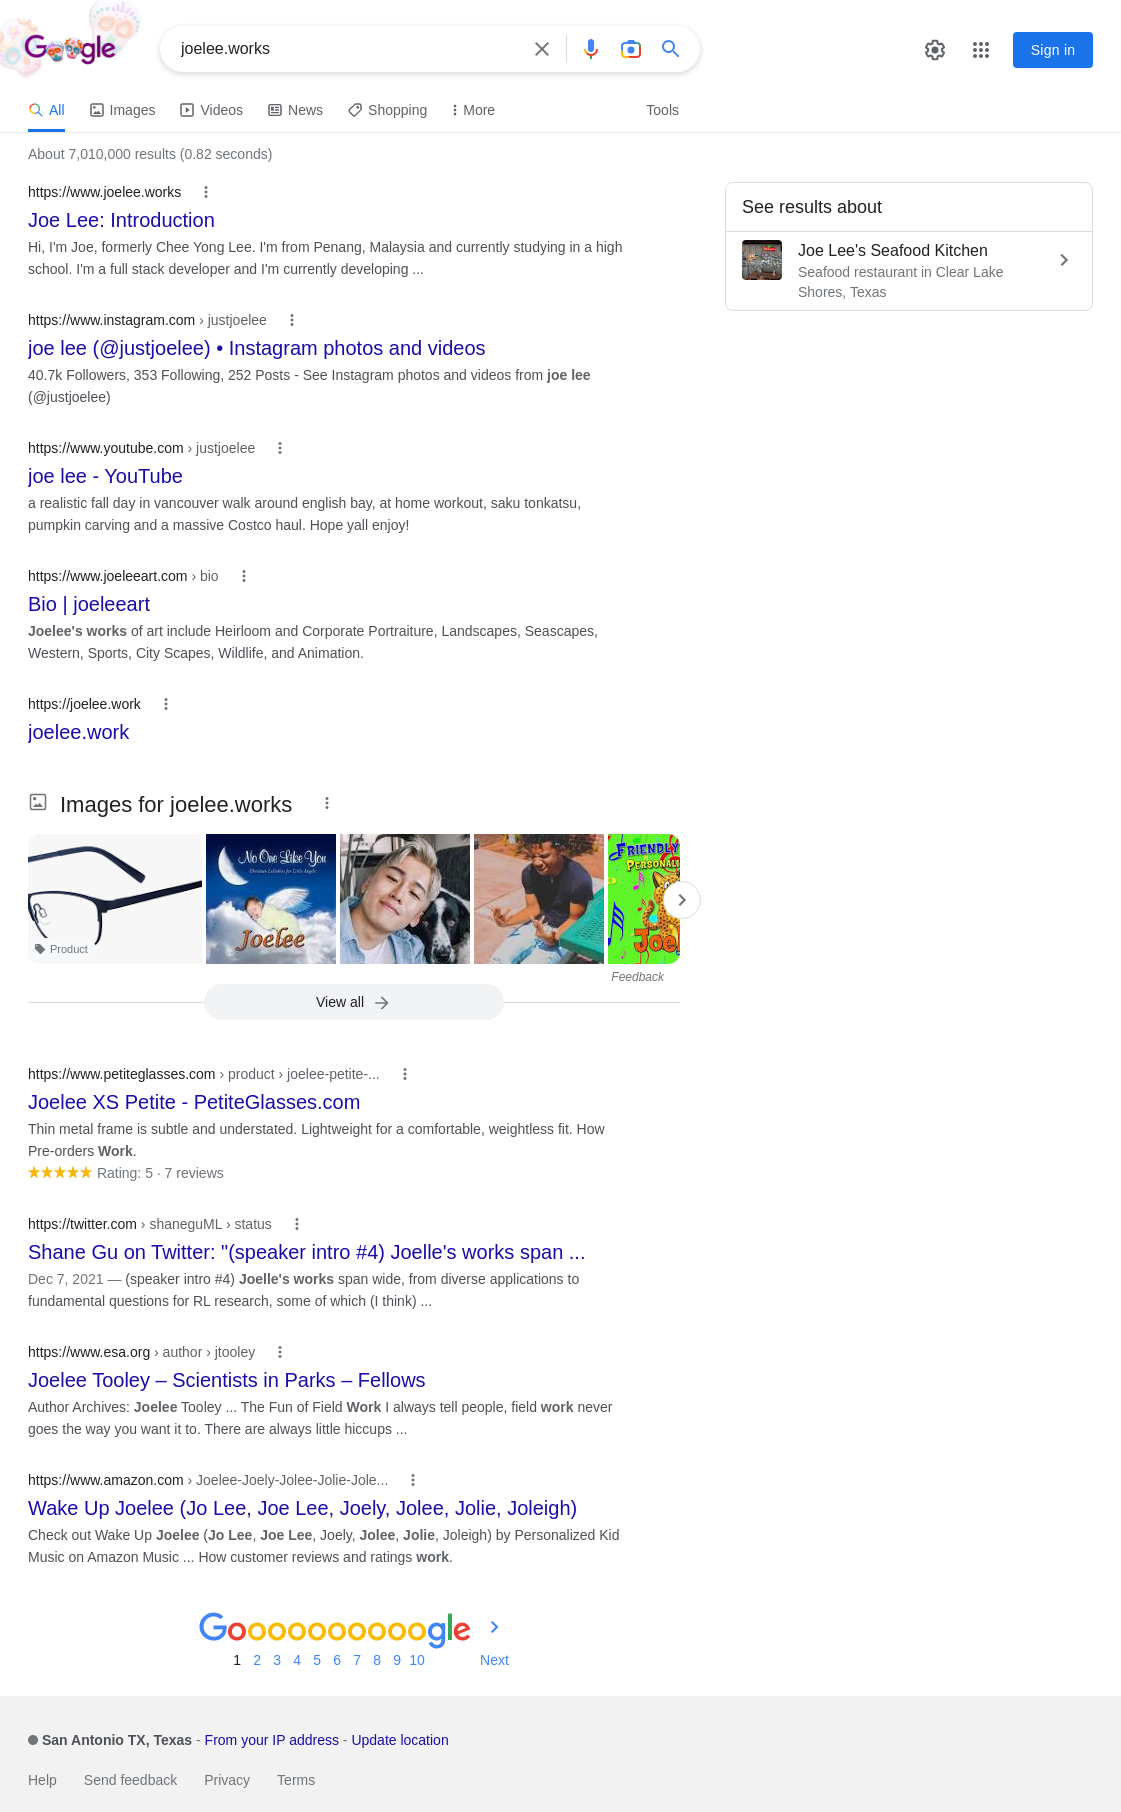 Google
joelee.works
Sign in
All
Images
Videos
News
Shopping
More
Tools
About 7,010,000 results (0.82 seconds)
https://www.joelee.works
Joe Lee: Introduction
Hi, I'm Joe, formerly Chee Yong Lee. I'm from Penang, Malaysia and currently studying in a high
school. I'm a full stack developer and I'm currently developing ...
See results about
Joe Lee's Seafood Kitchen
Seafood restaurant in Clear Lake
Shores, Texas
https://www.instagram.com › justjoelee
joe lee (@justjoelee) • Instagram photos and videos
40.7k Followers, 353 Following, 252 Posts - See Instagram photos and videos from joe lee
(@justjoelee)
https://www.youtube.com › justjoelee
joe lee - YouTube
a realistic fall day in vancouver walk around english bay, at home workout, saku tonkatsu,
pumpkin carving and a massive Costco haul. Hope yall enjoy!
https://www.joeleeart.com › bio
Bio | joeleeart
Joelee's works of art include Heirloom and Corporate Portraiture, Landscapes, Seascapes,
Western, Sports, City Scapes, Wildlife, and Animation.
https://joelee.work
joelee.work
Images for joelee.works
Product
No One Like You
Christian Lullabies for Little Angels
Joelee
FRIENDLY
PERSONAL
Joe
Feedback
View all
https://www.petiteglasses.com › product › joelee-petite-...
Joelee XS Petite - PetiteGlasses.com
Thin metal frame is subtle and understated. Lightweight for a comfortable, weightless fit. How
Pre-orders Work.
Rating: 5 · 7 reviews
https://twitter.com › shaneguML › status
Shane Gu on Twitter: "(speaker intro #4) Joelle's works span ...
Dec 7, 2021 — (speaker intro #4) Joelle's works span wide, from diverse applications to
fundamental questions for RL research, some of which (I think) ...
https://www.esa.org › author › jtooley
Joelee Tooley – Scientists in Parks – Fellows
Author Archives: Joelee Tooley ... The Fun of Field Work I always tell people, field work never
goes the way you want it to. There are always little hiccups ...
https://www.amazon.com › Joelee-Joely-Jolee-Jolie-Jole...
Wake Up Joelee (Jo Lee, Joe Lee, Joely, Jolee, Jolie, Joleigh)
Check out Wake Up Joelee (Jo Lee, Joe Lee, Joely, Jolee, Jolie, Joleigh) by Personalized Kid
Music on Amazon Music ... How customer reviews and ratings work.
Goooooooooogle
1 2 3 4 5 6 7 8 9 10 Next
San Antonio TX, Texas - From your IP address - Update location
Help Send feedback Privacy Terms